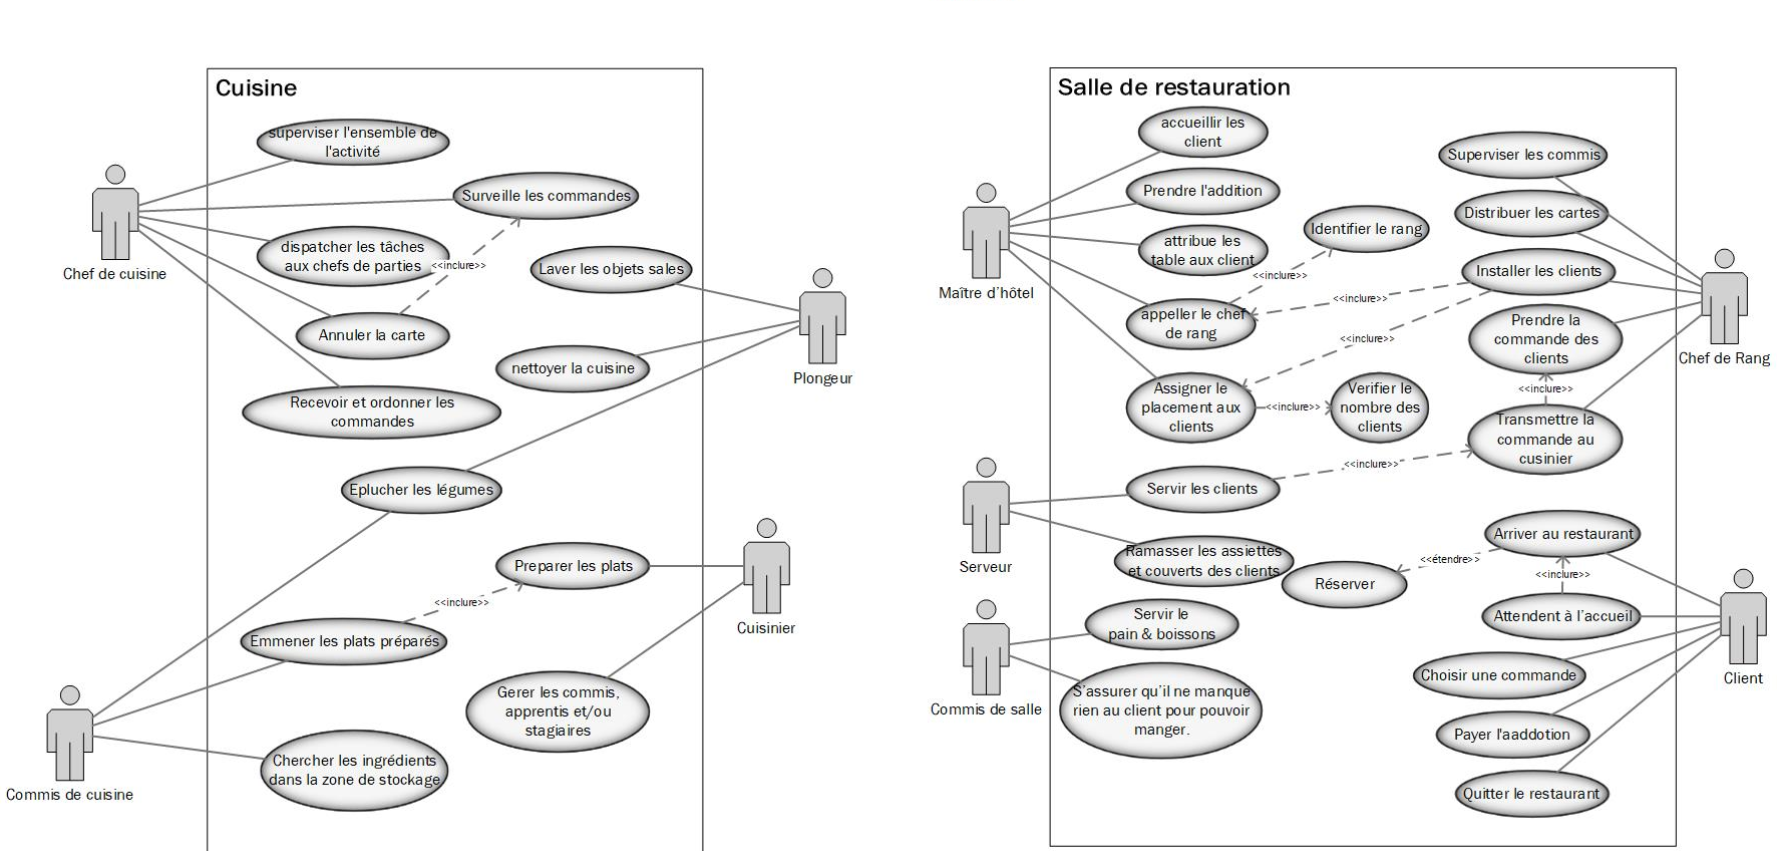 Cuisine
superviser l'ensemble de
l'activité
Surveille les commandes
Chef de cuisine
dispatcher les tâches
aux chefs de parties
<<inclure>>
Laver les objets sales
Annuler la carte
nettoyer la cuisine
Plongeur
Recevoir et ordonner les
commandes
Eplucher les légumes
Preparer les plats
<<inclure>>
Cuisinier
Emmener les plats préparés
Gerer les commis,
apprentis et/ou
stagiaires
Chercher les ingrédients
dans la zone de stockage
Commis de cuisine
Salle de restauration
accueillir les
client
Superviser les commis
Prendre l'addition
Distribuer les cartes
Identifier le rang
attribue les
table aux client
<<inclure>>
Installer les clients
Maître d'hôtel
<<inclure>>
appeller le chef
de rang
Prendre la
commande des
clients
<<inclure>>
Chef de Rang
Assigner le
placement aux
clients
<<inclure>>
Verifier le
nombre des
clients
<<inclure>>
Transmettre la
commande au
cusinier
<<inclure>>
Servir les clients
Serveur
Ramasser les assiettes
et couverts des clients
Arriver au restaurant
<<étendre>>
<<inclure>>
Réserver
Servir le
pain & boissons
Attendent à l'accueil
Commis de salle
S'assurer qu'il ne manque
rien au client pour pouvoir
manger.
Choisir une commande
Client
Payer l'aaddotion
Quitter le restaurant